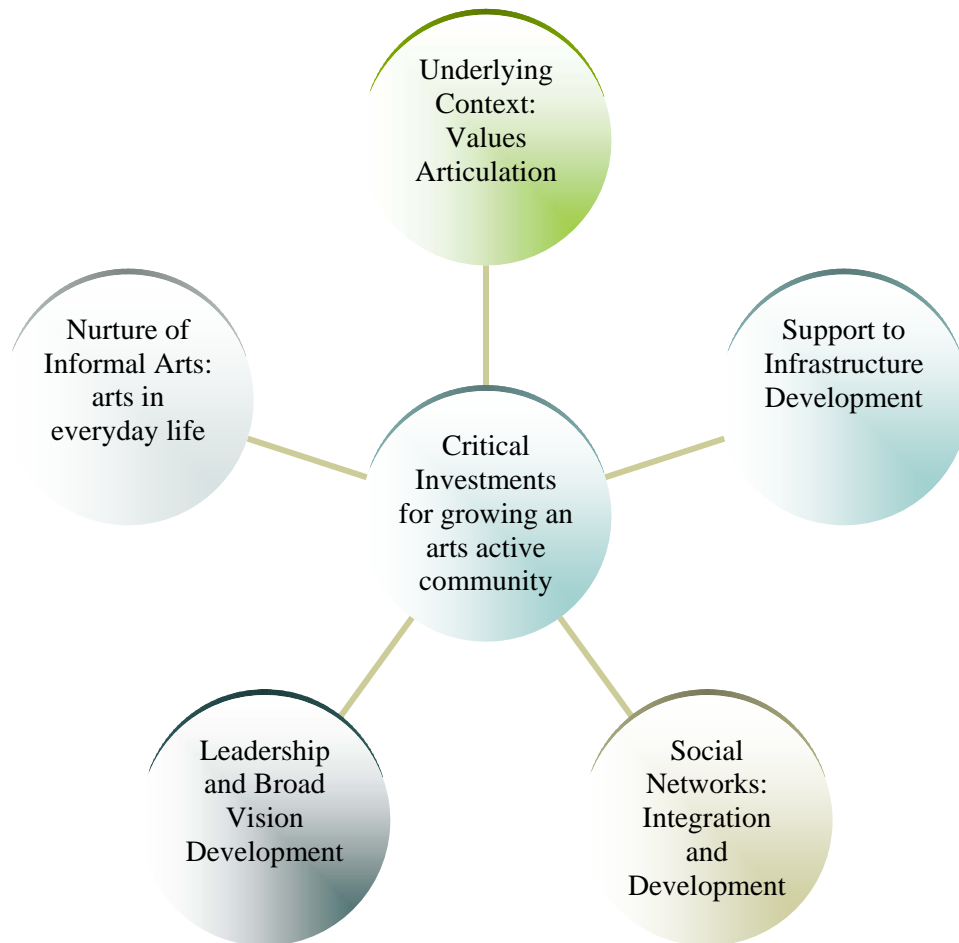 Underlying
Context:
Values
Articulation
Nurture of
Informal Arts:
arts in
everyday life
Support to
Infrastructure
Development
Critical
Investments
for growing an
arts active
community
Leadership
and Broad
Vision
Development
Social
Networks:
Integration
and
Development